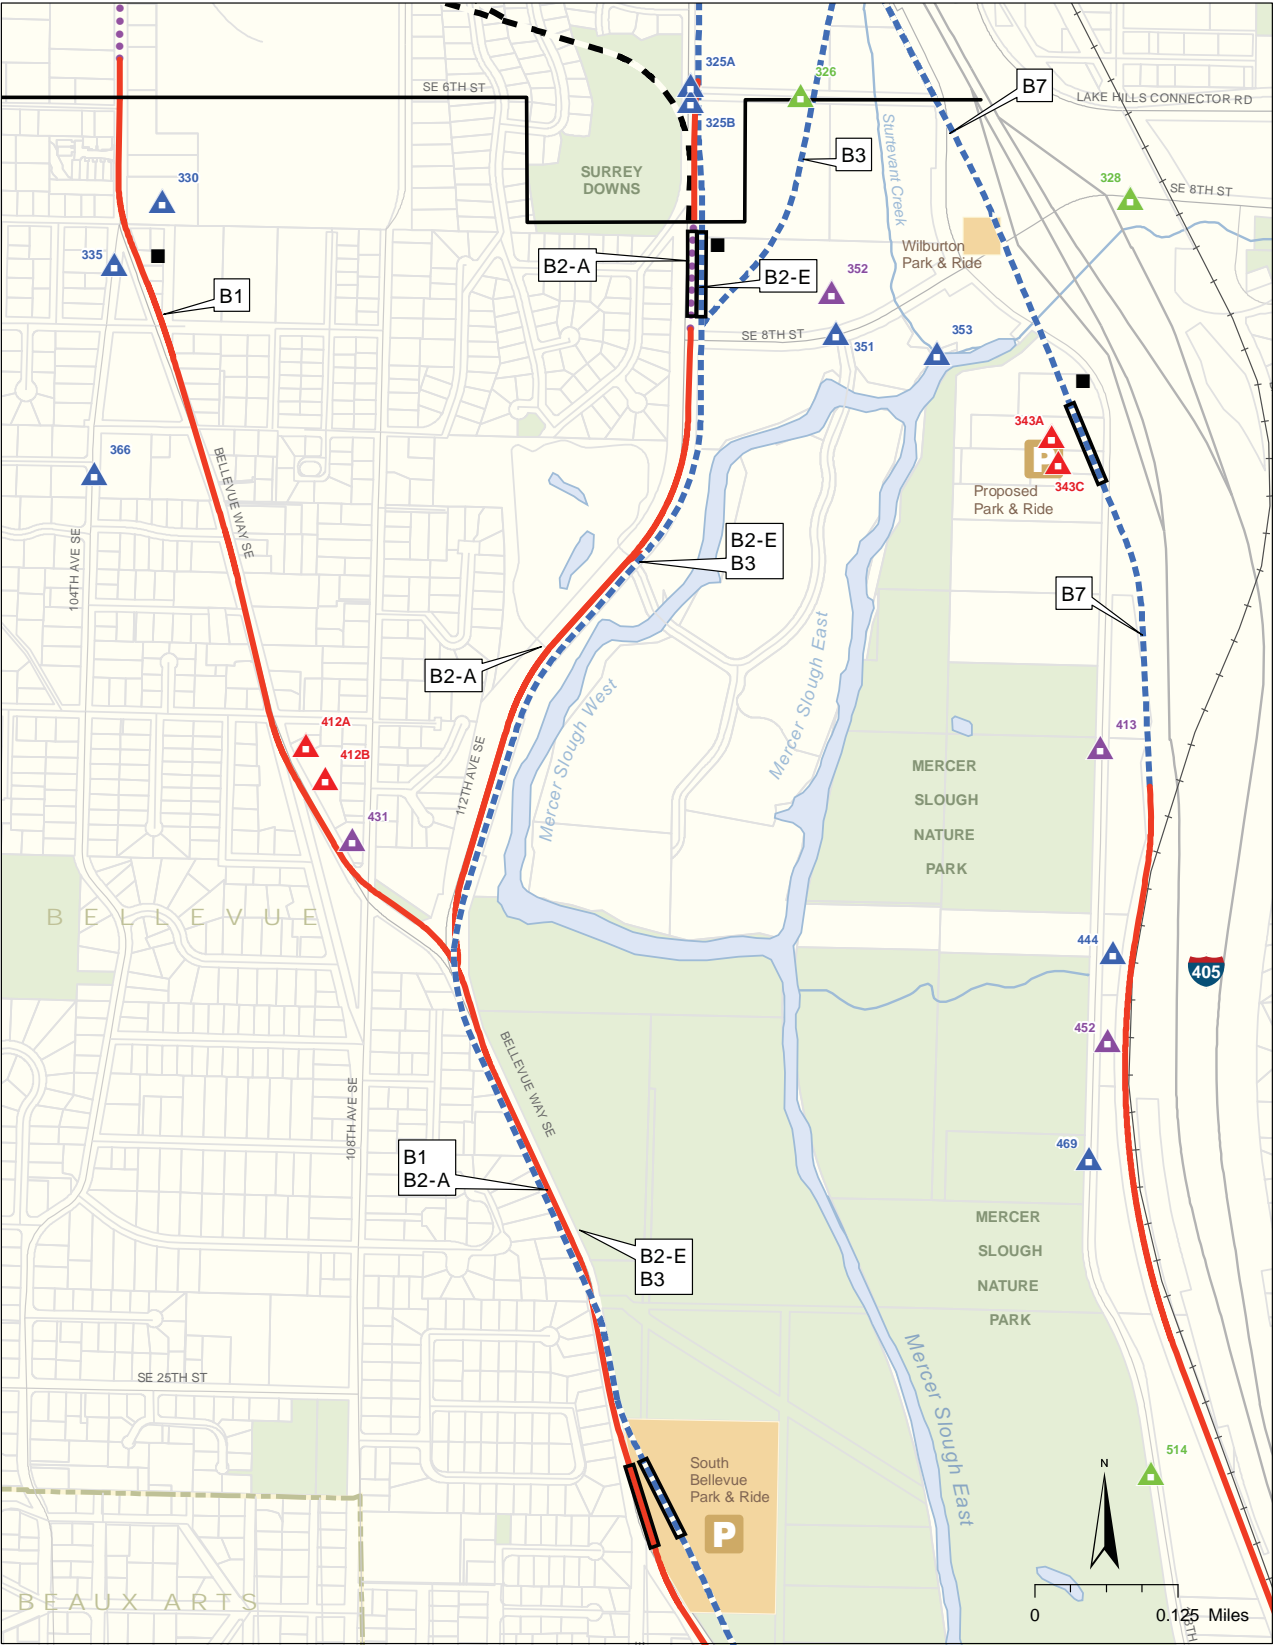 325A
326
B7
SE 6TH ST
LAKE HILLS CONNECTOR RD
325B
B3
Sturtevant Creek
SURREY
DOWNS
330
328
SE 8TH ST
335
B2-A
Wilburton
Park & Ride
B1
B2-E
352
SE 8TH ST
351
353
343A
366
P
343C
Proposed
Park & Ride
BELLEVUE WAY SE
104TH AVE SE
B2-E
B3
B7
B2-A
Mercer Slough East
Mercer Slough West
412A
413
412B
112TH AVE SE
MERCER
SLOUGH
NATURE
PARK
431
BELLEVUE
444
405
452
BELLEVUE WAY SE
108TH AVE SE
B1
B2-A
469
MERCER
SLOUGH
NATURE
PARK
B2-E
B3
Mercer Slough East
SE 25TH ST
South
Bellevue
Park & Ride
P
514
N
BEAUX ARTS
0
0.125 Miles